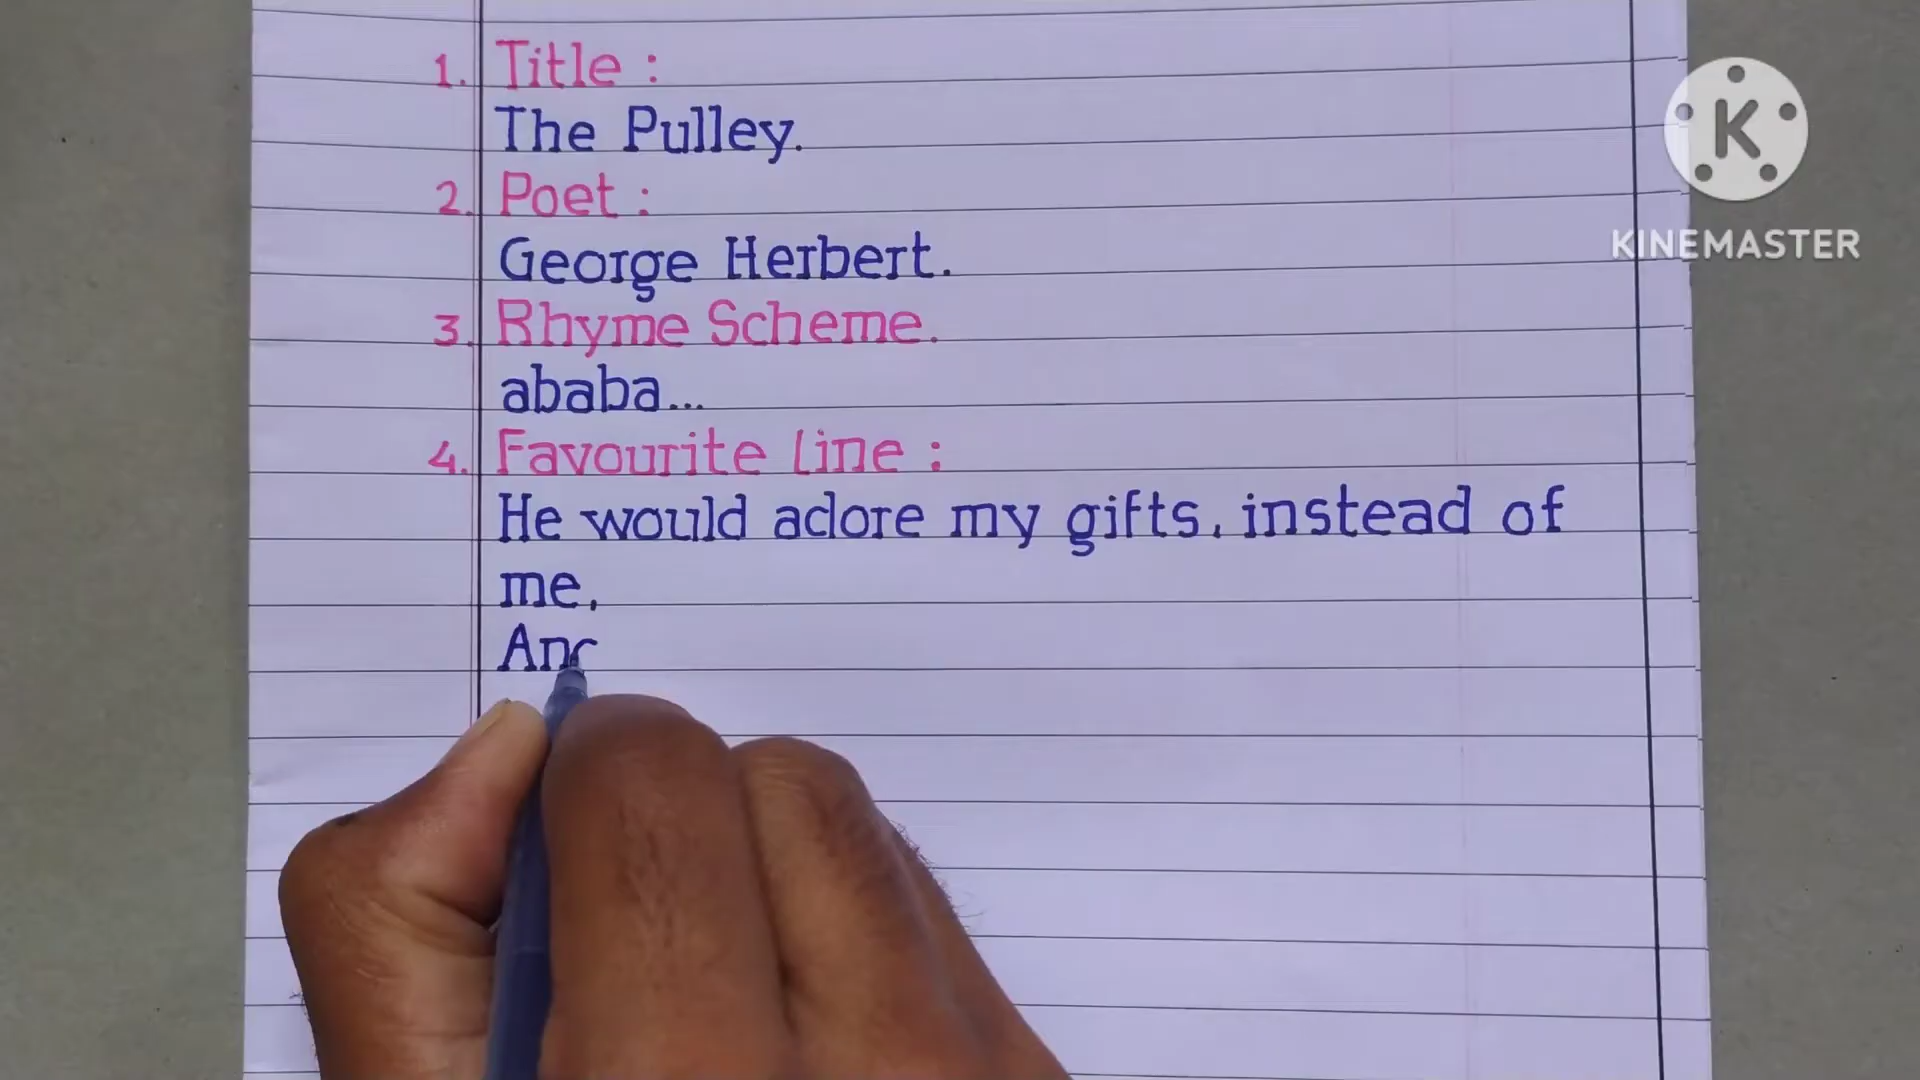 1. Title :
The Pulley.
2. Poet :
George Herbert.
3. Rhyme Scheme.
ababa...
4. Favourite line :
He would adore my gifts, instead of
me,
An
K
KINEMASTER